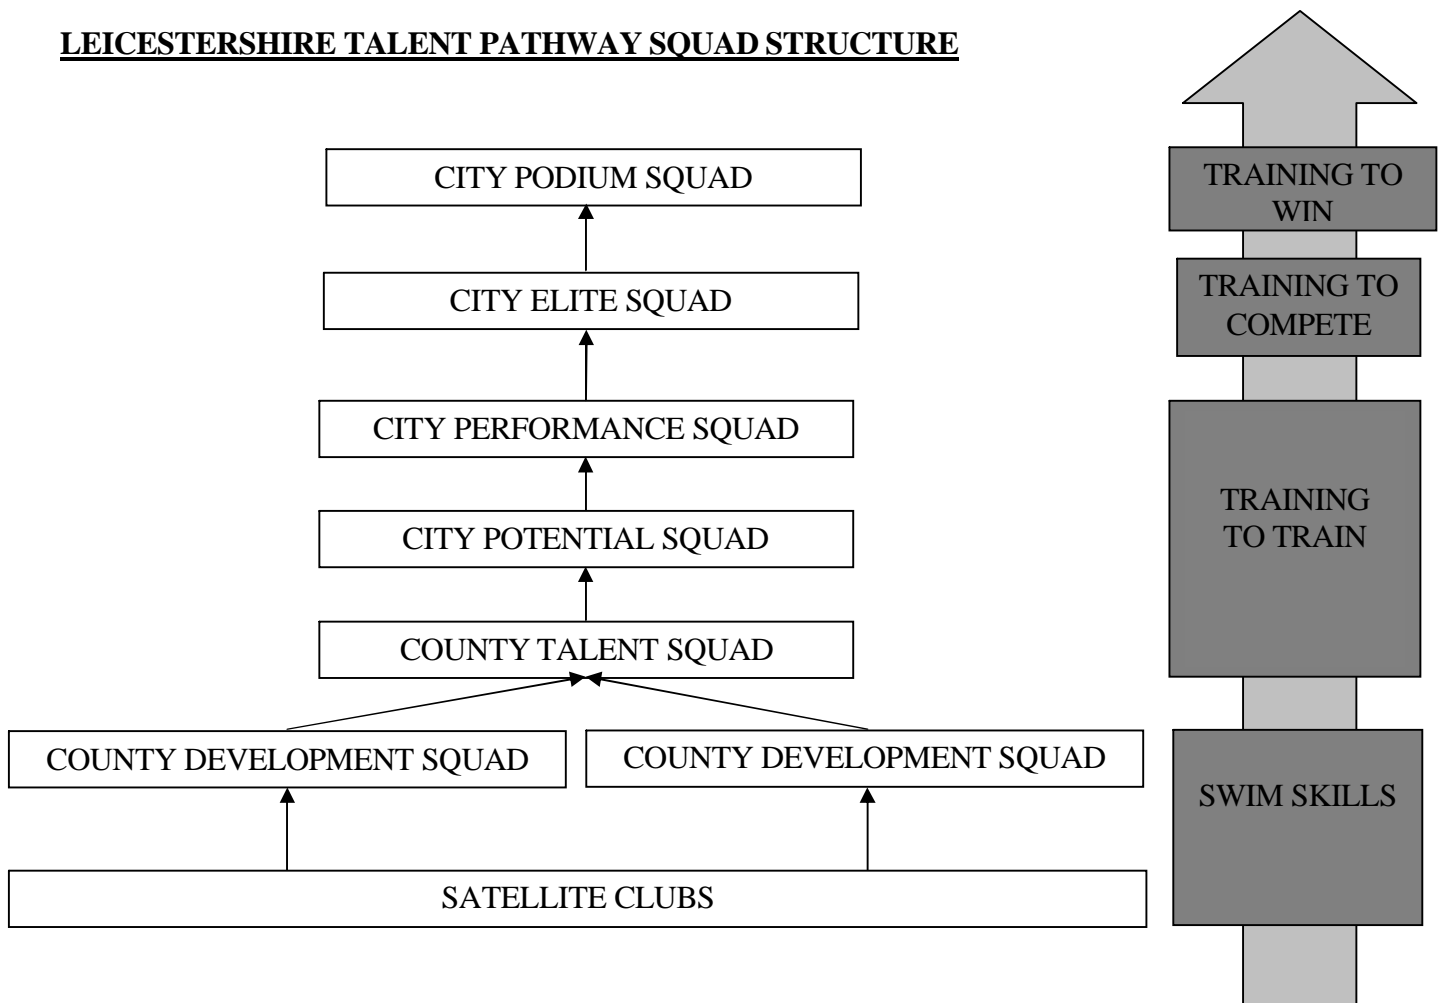 LEICESTERSHIRE TALENT PATHWAY SQUAD STRUCTURE
CITY PODIUM SQUAD
CITY ELITE SQUAD
CITY PERFORMANCE SQUAD
CITY POTENTIAL SQUAD
COUNTY TALENT SQUAD
COUNTY DEVELOPMENT SQUAD
COUNTY DEVELOPMENT SQUAD
SATELLITE CLUBS
TRAINING TO
WIN
TRAINING TO
COMPETE
TRAINING
TO TRAIN
SWIM SKILLS